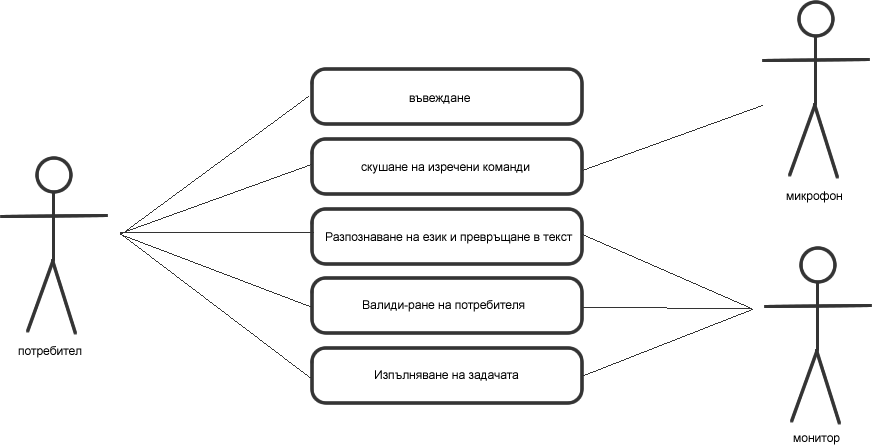 въвеждане
скушане на изречени команди
микрофон
Разпознаване на език и превръщане в текст
Валиди-ране на потребителя
потребител
Изпълняване на задачата
монитор